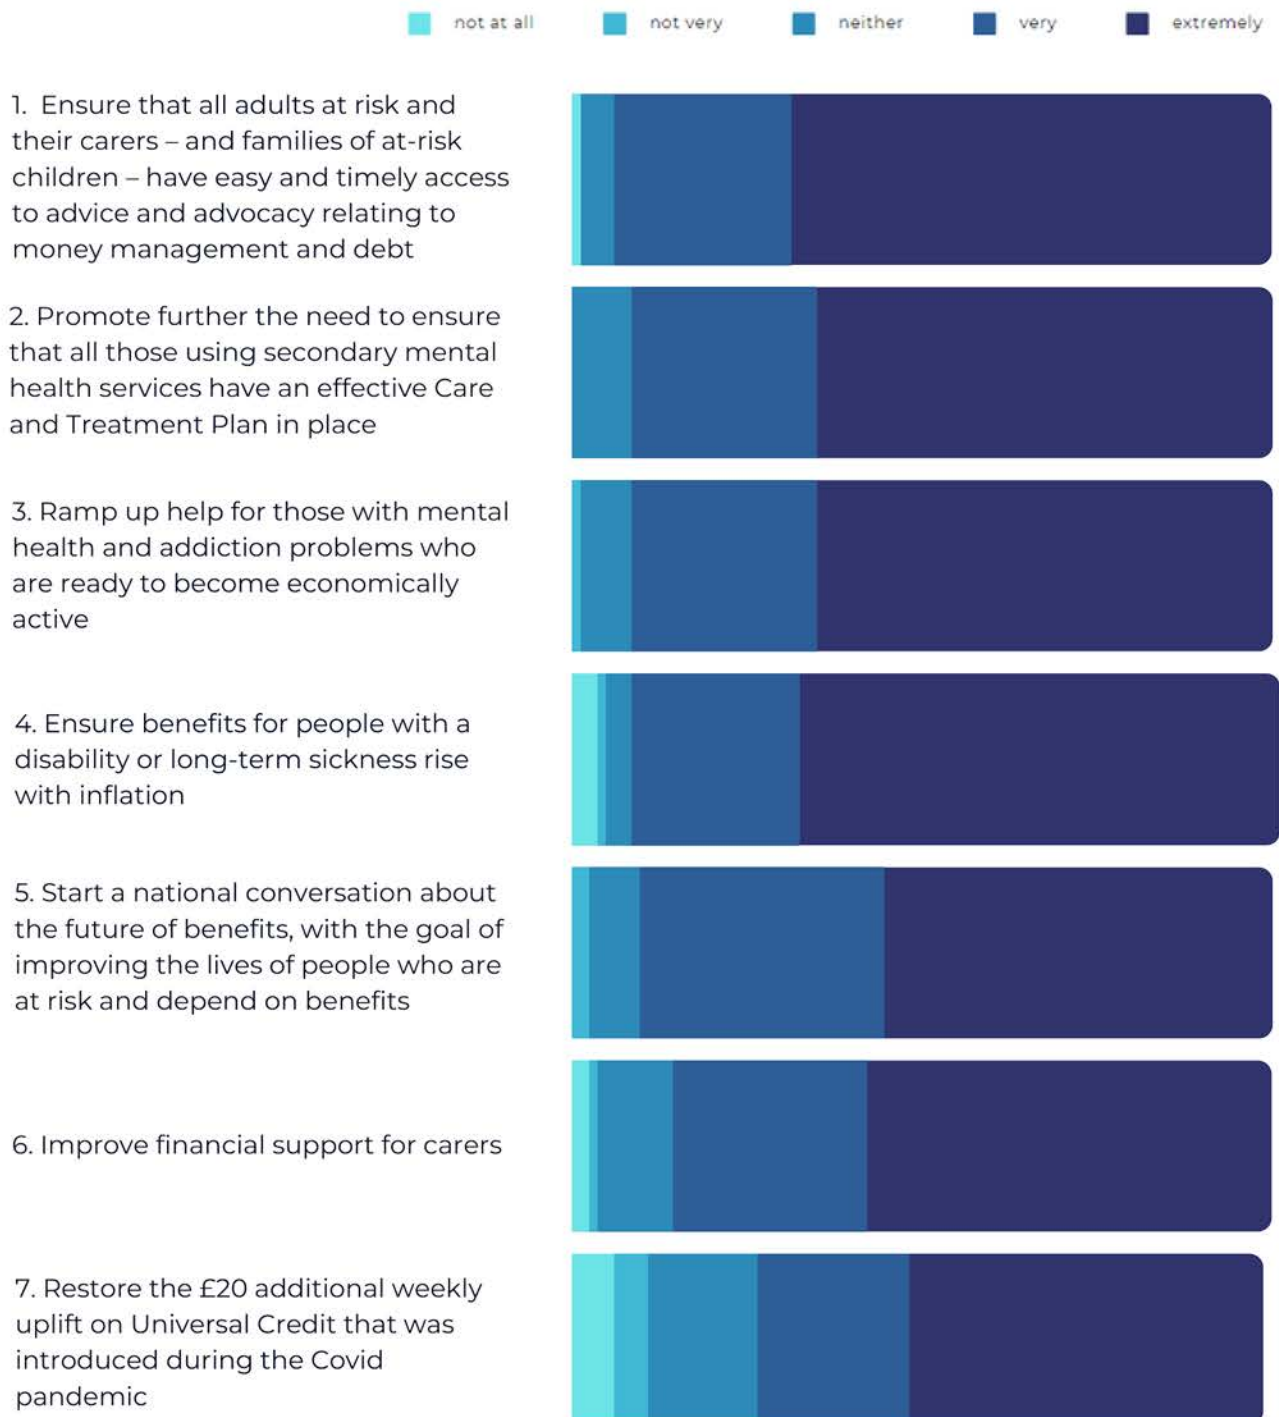 not at all not very neither very extremely
1. Ensure that all adults at risk and
their carers – and families of at-risk
children – have easy and timely access
to advice and advocacy relating to
money management and debt
2. Promote further the need to ensure
that all those using secondary mental
health services have an effective Care
and Treatment Plan in place
3. Ramp up help for those with mental
health and addiction problems who
are ready to become economically
active
4. Ensure benefits for people with a
disability or long-term sickness rise
with inflation
5. Start a national conversation about
the future of benefits, with the goal of
improving the lives of people who are
at risk and depend on benefits
6. Improve financial support for carers
7. Restore the £20 additional weekly
uplift on Universal Credit that was
introduced during the Covid
pandemic